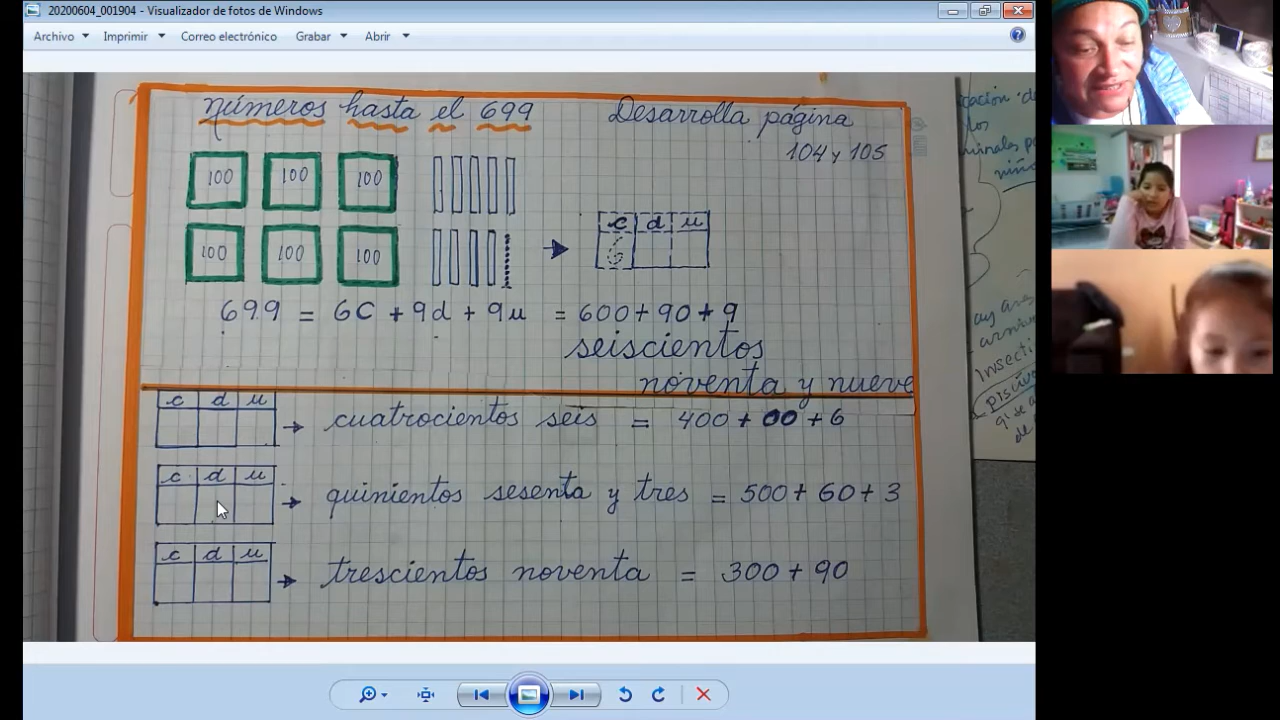 20200604_001904 - Visualizador de fotos de Windows
Archivo Imprimir Correo electrónico Grabar Abrir
números hasta el 699
Desarrolla página
104 y 105
100 100 100
100 100 100
c d u
6
699 = 6C + 9d + 9u = 600 + 90 + 9
seiscientos
noventa y nueve
c d u
cuatrocientos seis = 400 + 00 + 6
c d u
quinientos sesenta y tres = 500 + 60 + 3
c d u
trescientos noventa = 300 + 90